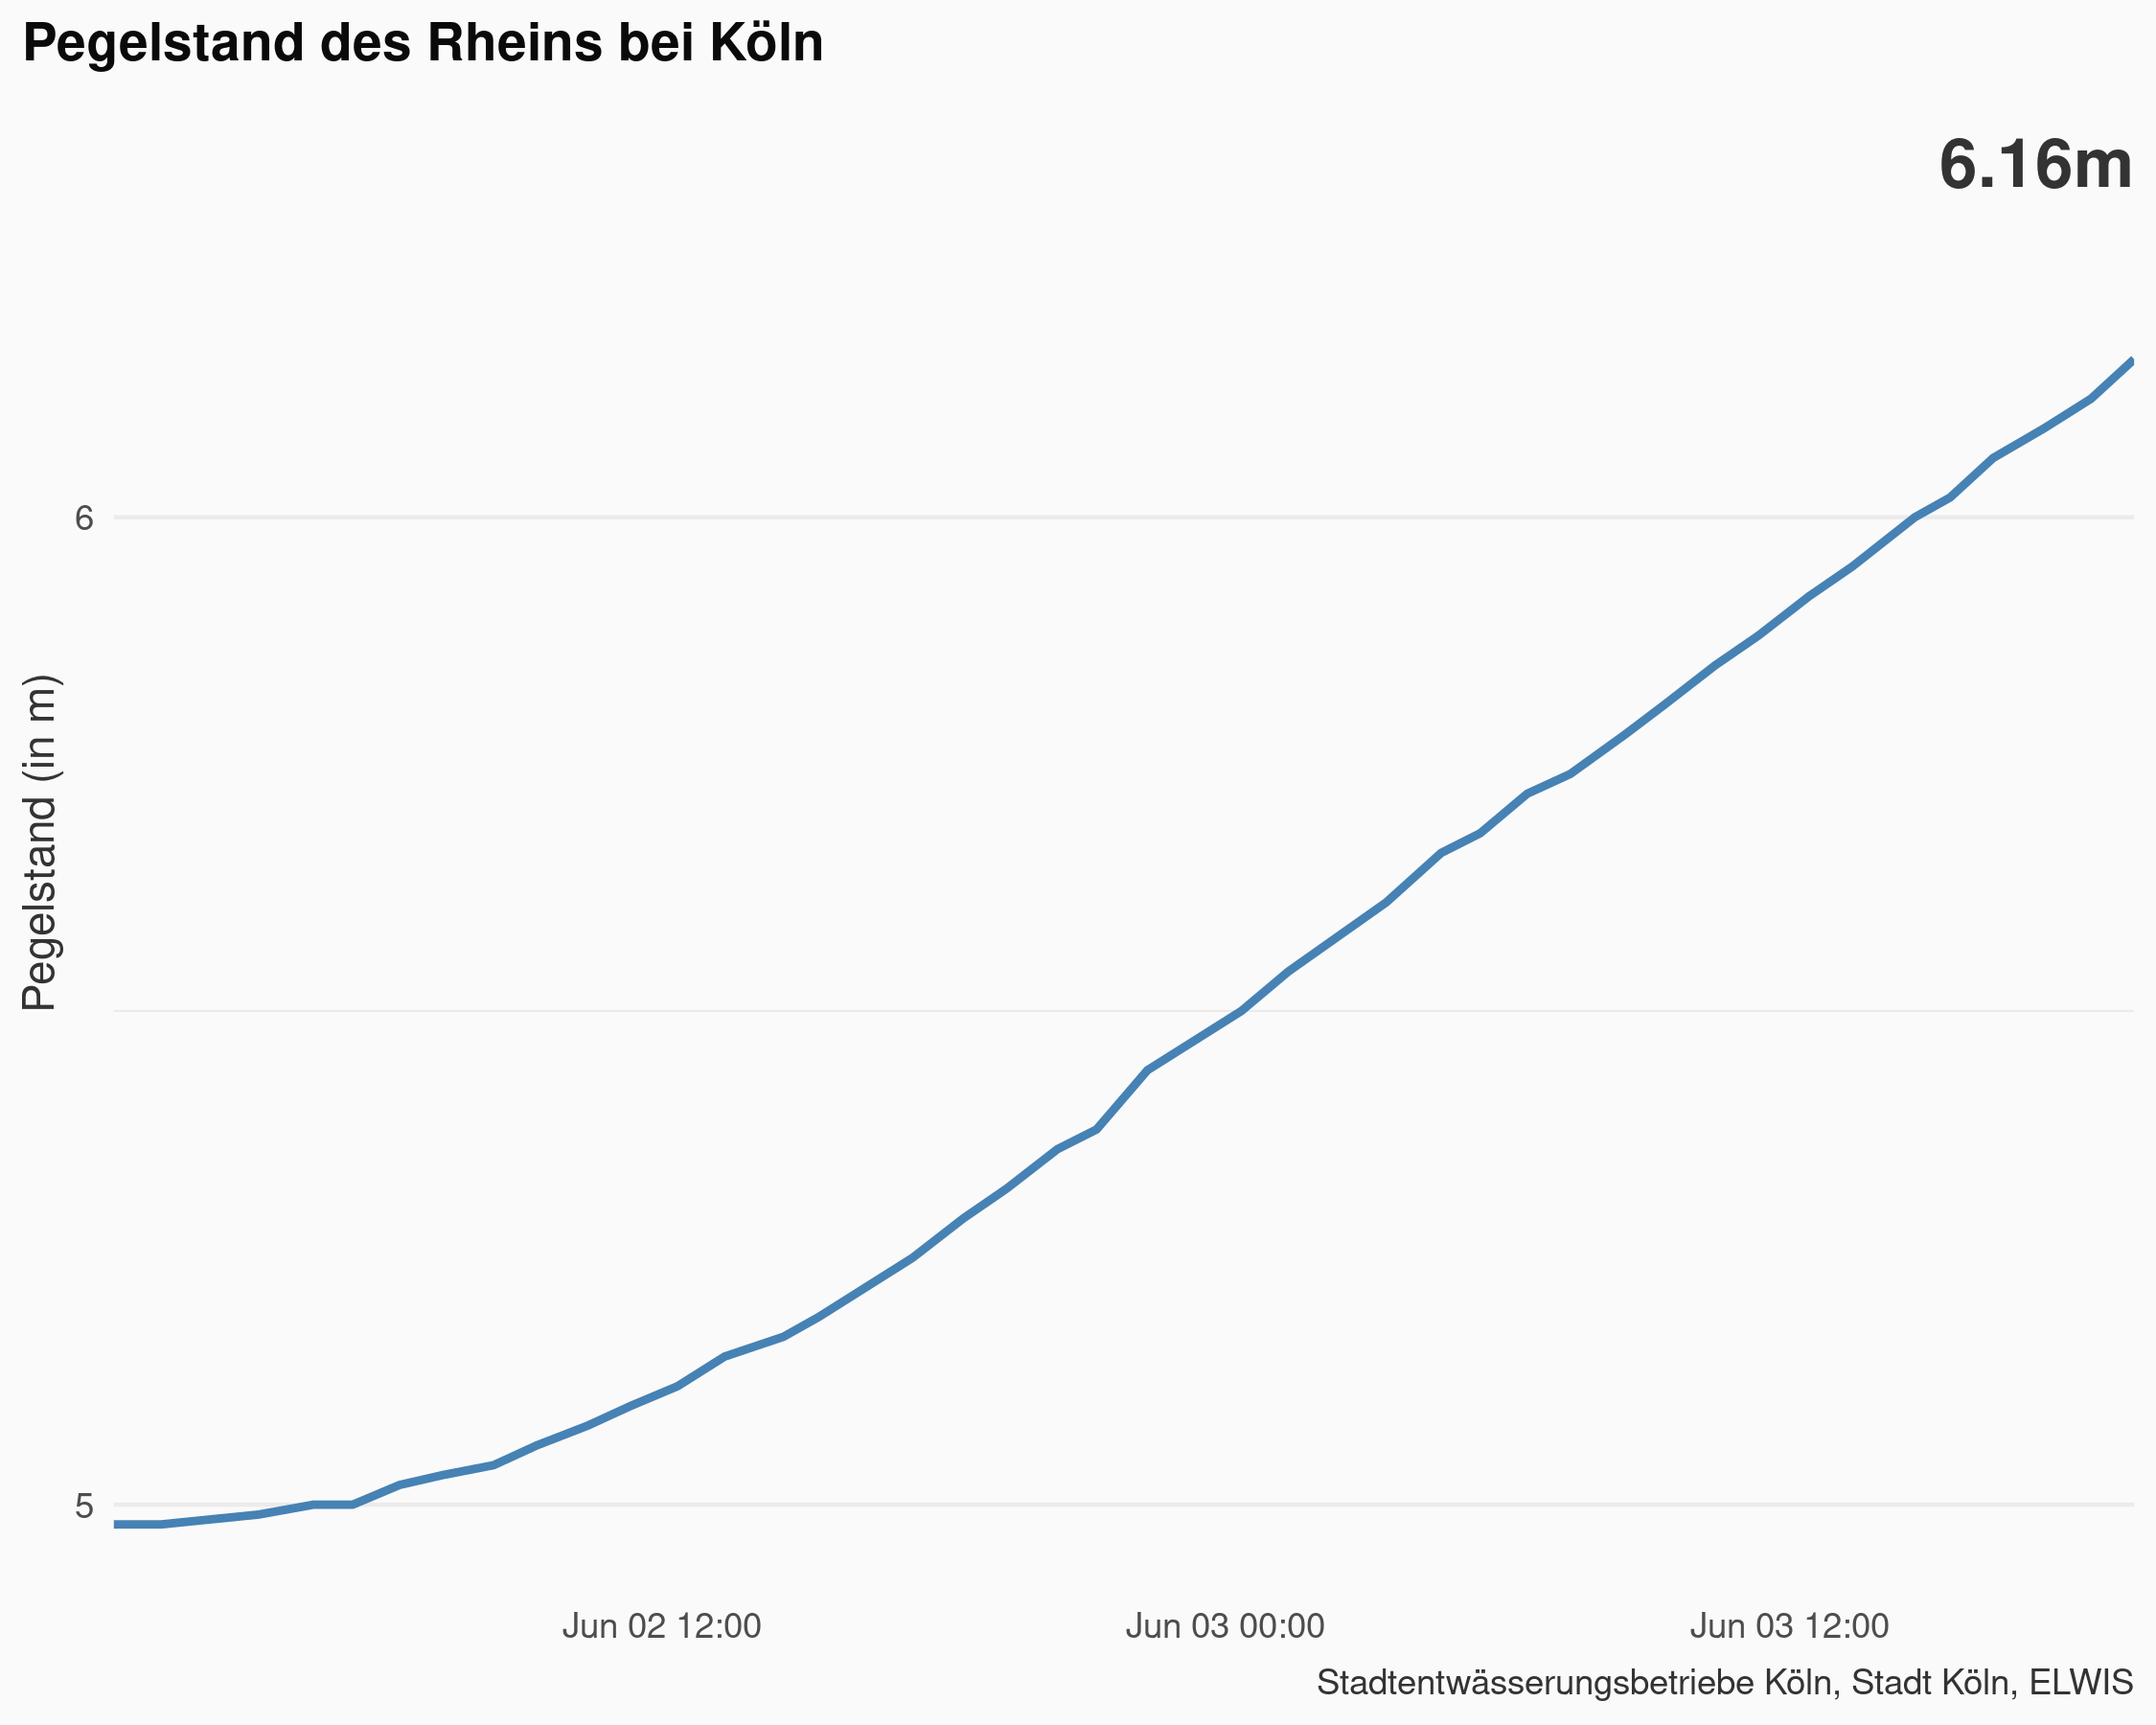 Pegelstand des Rheins bei Köln
6.16m
Pegelstand (in m)
6
5
Jun 02 12:00
Jun 03 00:00
Jun 03 12:00
Stadtentwässerungsbetriebe Köln, Stadt Köln, ELWIS